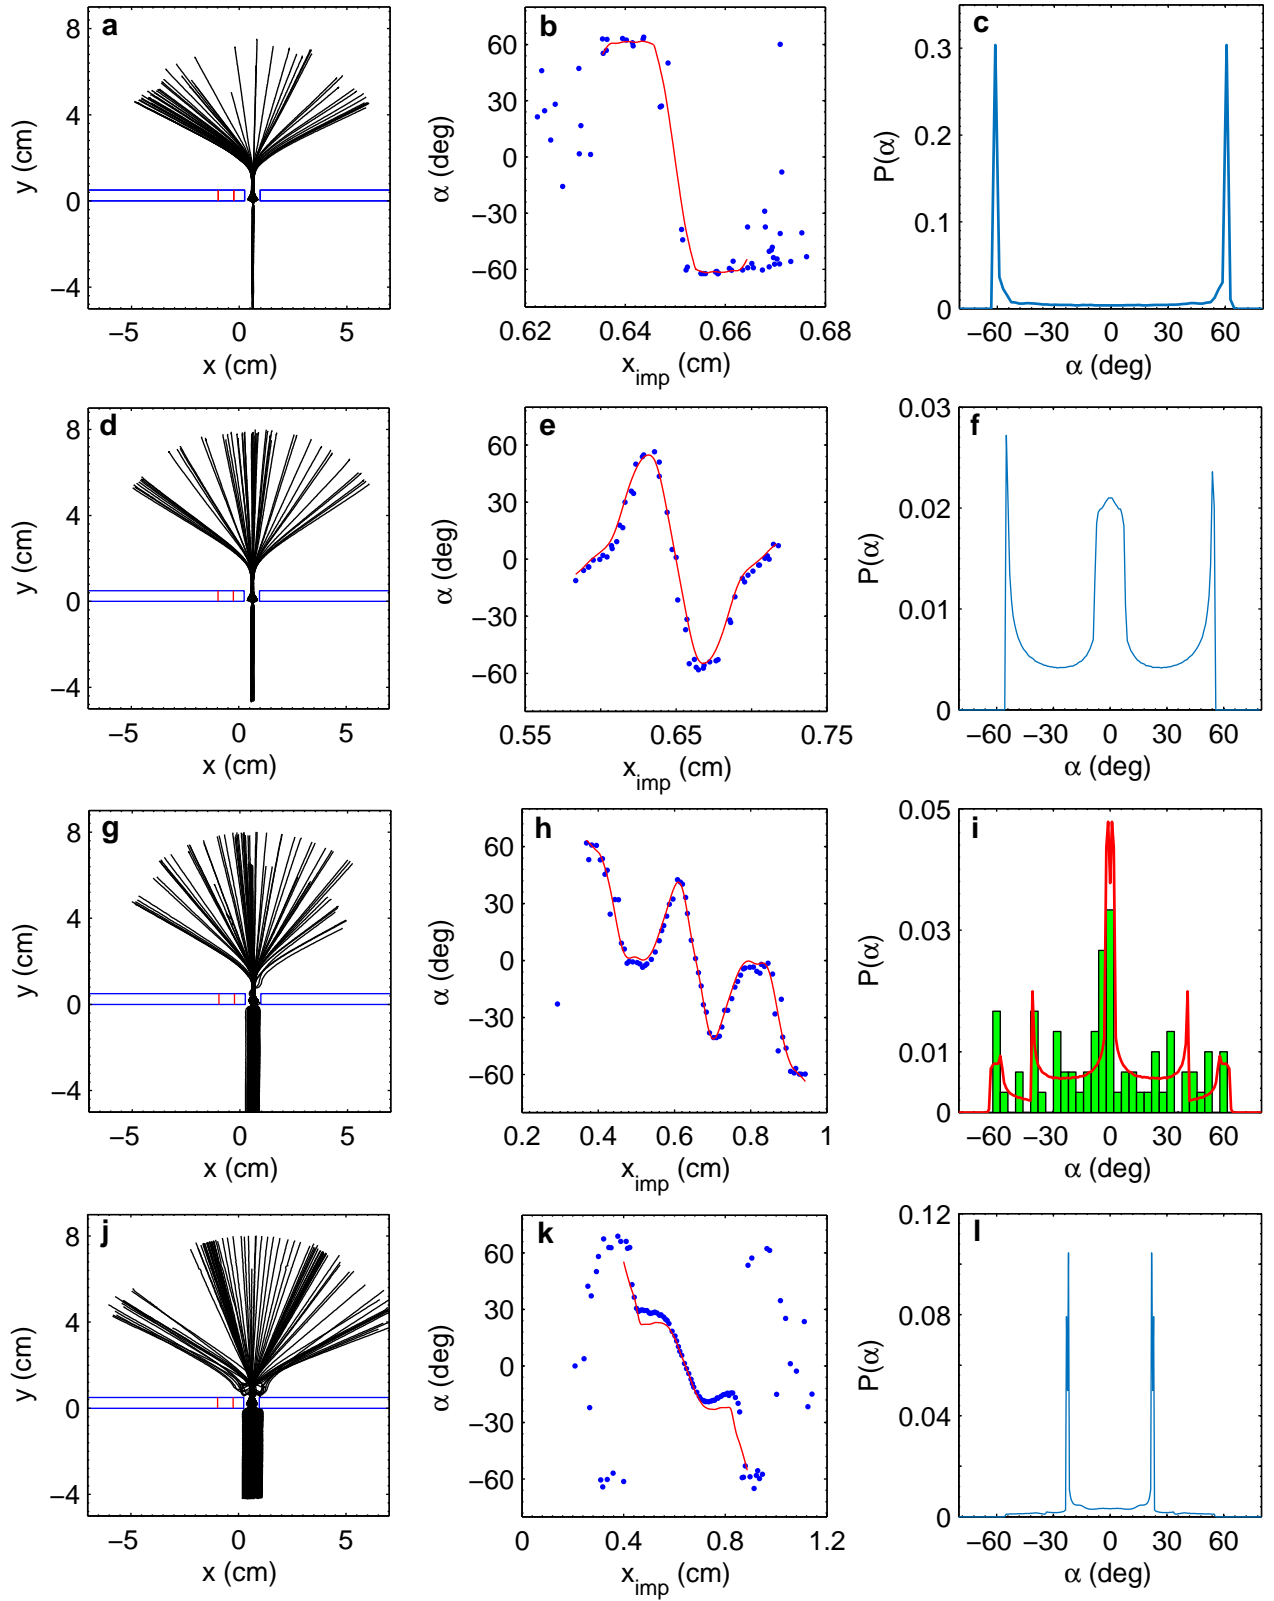 a
y (cm)
8
4
0
−4
−5
0
5
x (cm)
b
α (deg)
60
30
0
−30
−60
0.62
0.64
0.66
0.68
x_imp (cm)
c
P(α)
0.3
0.2
0.1
0
−60
−30
0
30
60
α (deg)
d
y (cm)
8
4
0
−4
−5
0
5
x (cm)
e
α (deg)
60
30
0
−30
−60
0.55
0.65
0.75
x_imp (cm)
f
P(α)
0.03
0.02
0.01
0
−60
−30
0
30
60
α (deg)
g
y (cm)
8
4
0
−4
−5
0
5
x (cm)
h
α (deg)
60
30
0
−30
−60
0.2
0.4
0.6
0.8
1
x_imp (cm)
i
P(α)
0.05
0.03
0.01
0
−60
−30
0
30
60
α (deg)
j
y (cm)
8
4
0
−4
−5
0
5
x (cm)
k
α (deg)
60
30
0
−30
−60
0
0.4
0.8
1.2
x_imp (cm)
l
P(α)
0.12
0.08
0.04
0
−60
−30
0
30
60
α (deg)